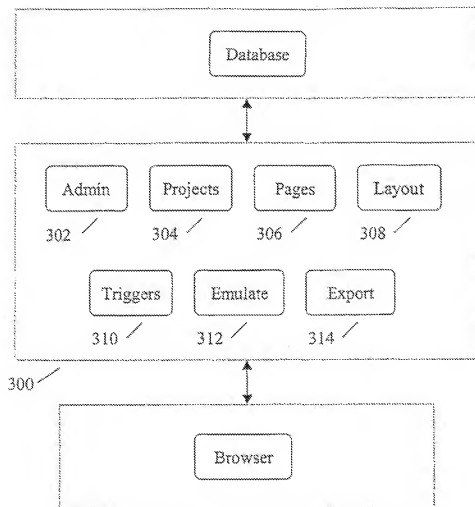 Database
Admin Projects Pages Layout
302 304 306 308
Triggers Emulate Export
310 312 314
300
Browser